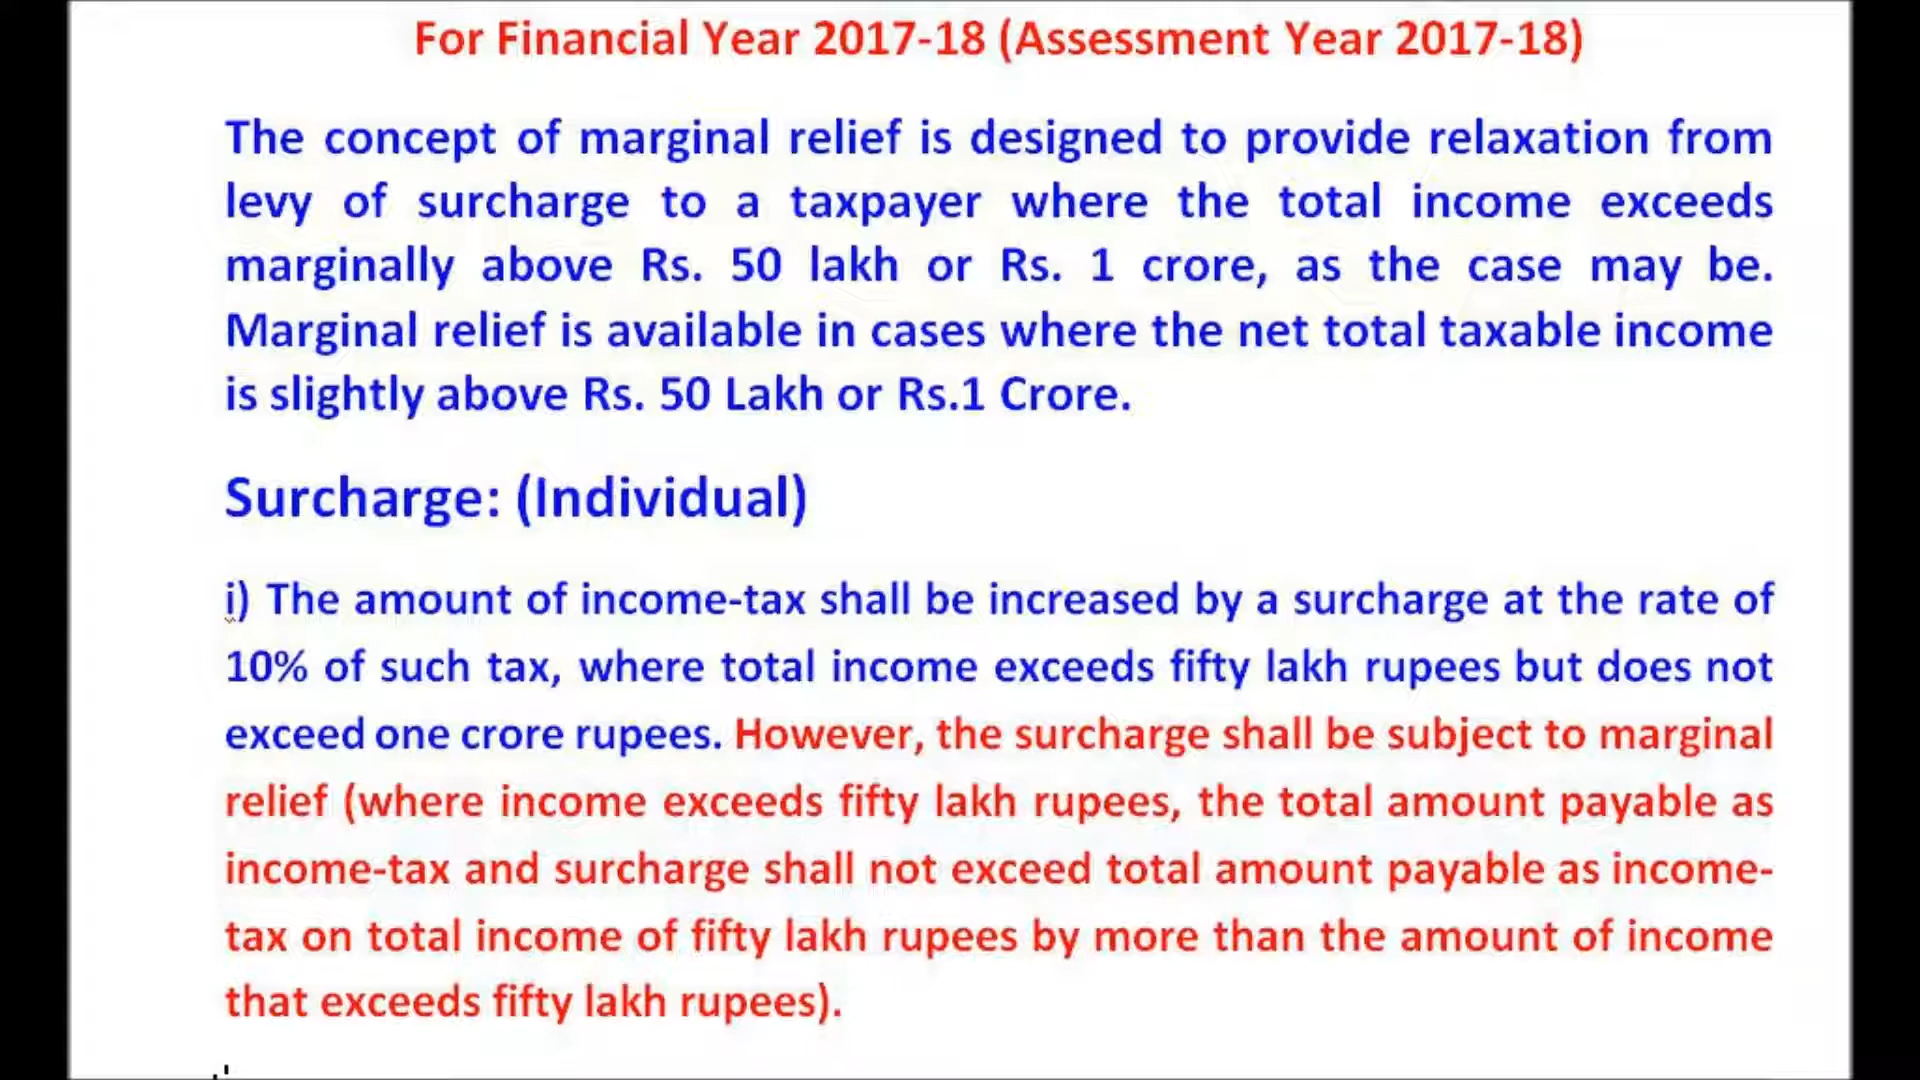 For Financial Year 2017-18 (Assessment Year 2017-18)
The concept of marginal relief is designed to provide relaxation from
levy of surcharge to a taxpayer where the total income exceeds
marginally above Rs. 50 lakh or Rs. 1 crore, as the case may be.
Marginal relief is available in cases where the net total taxable income
is slightly above Rs. 50 Lakh or Rs.1 Crore.
Surcharge: (Individual)
i) The amount of income-tax shall be increased by a surcharge at the rate of
10% of such tax, where total income exceeds fifty lakh rupees but does not
exceed one crore rupees. However, the surcharge shall be subject to marginal
relief (where income exceeds fifty lakh rupees, the total amount payable as
income-tax and surcharge shall not exceed total amount payable as income-
tax on total income of fifty lakh rupees by more than the amount of income
that exceeds fifty lakh rupees).